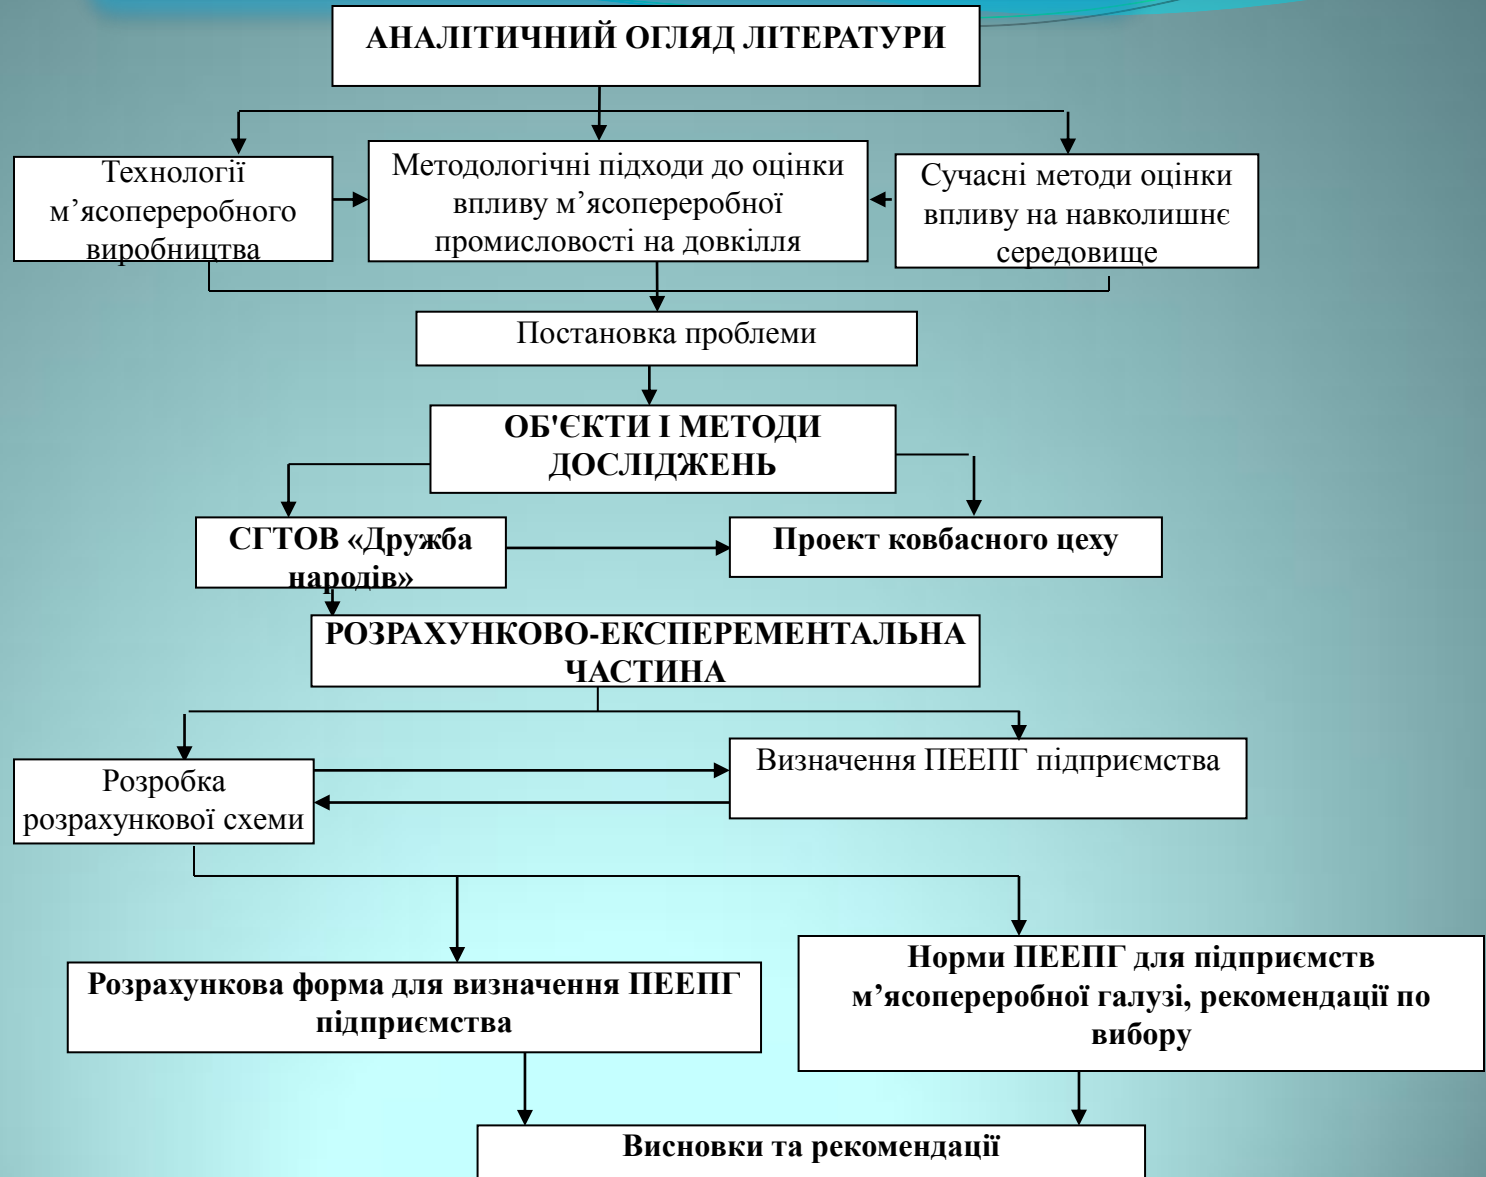 АНАЛІТИЧНИЙ ОГЛЯД ЛІТЕРАТУРИ
Технології
м’ясопереробного
виробництва
Методологічні підходи до оцінки
впливу м’ясопереробної
промисловості на довкілля
Сучасні методи оцінки
впливу на навколишнє
середовище
Постановка проблеми
ОБ'ЄКТИ І МЕТОДИ
ДОСЛІДЖЕНЬ
СГТОВ «Дружба
народів»
Проект ковбасного цеху
РОЗРАХУНКОВО-ЕКСПЕРЕМЕНТАЛЬНА
ЧАСТИНА
Розробка
розрахункової схеми
Визначення ПЕЕПГ підприємства
Розрахункова форма для визначення ПЕЕПГ
підприємства
Норми ПЕЕПГ для підприємств
м’ясопереробної галузі, рекомендації по
вибору
Висновки та рекомендації